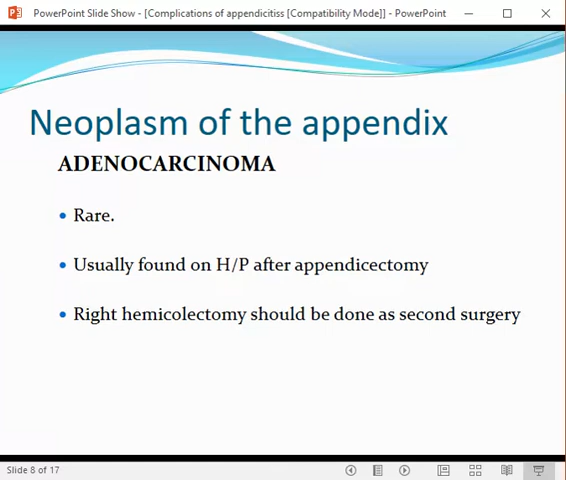 PowerPoint Slide Show - [Complications of appendicitiss [Compatibility Mode]] - PowerPoint
Neoplasm of the appendix
ADENOCARCINOMA
• Rare.
• Usually found on H/P after appendicectomy
• Right hemicolectomy should be done as second surgery
Slide 8 of 17